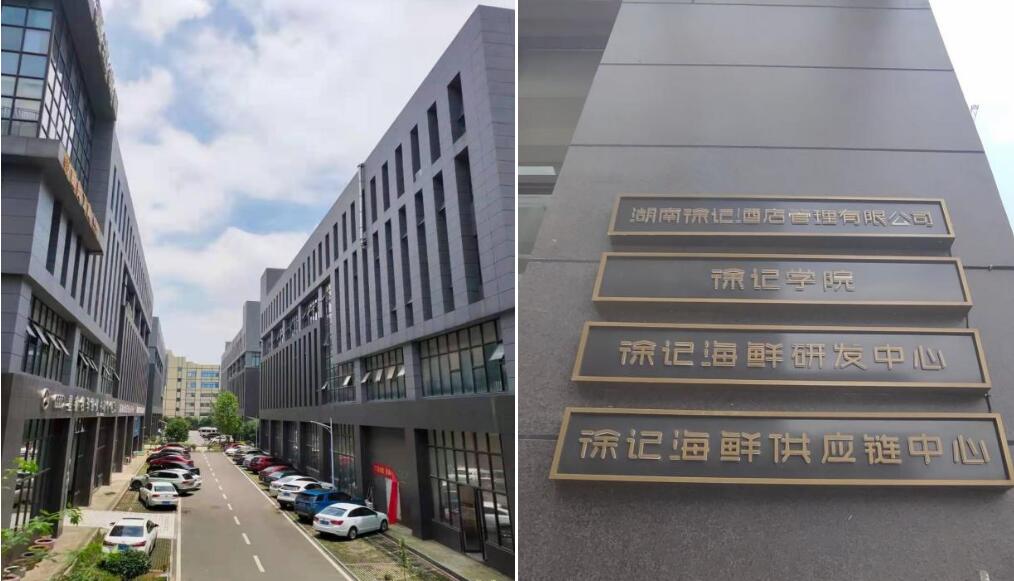 湖南徐记酒店管理有限公司
徐记学院
徐记海鲜研发中心
徐记海鲜供应链中心